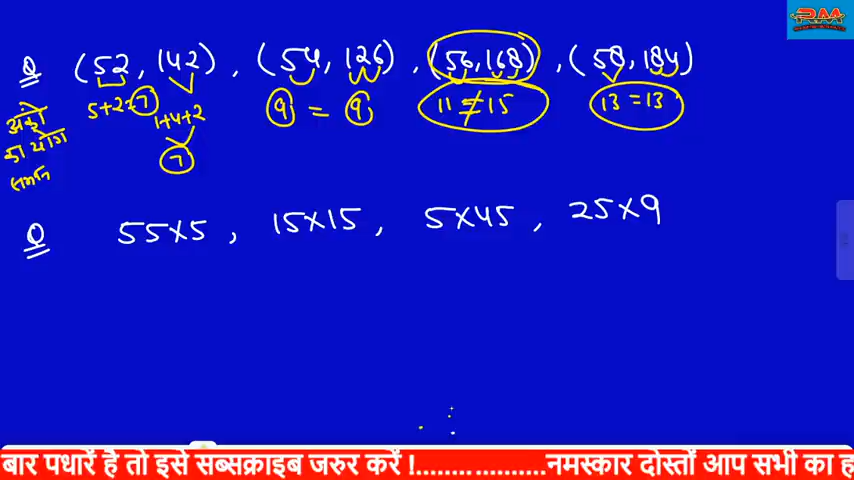 RMA
Q (52, 142), (54, 126), (56, 168), (58, 184)
5+2=7 1+4+2 9 = 9 11 ≠ 15 13 = 13
7
अंको
का योग
समान
Q 55×5, 15×15, 5×45, 25×9
बार पधारें है तो इसे सब्सक्राइब जरुर करें !........ ..........नमस्कार दोस्तों आप सभी का ह